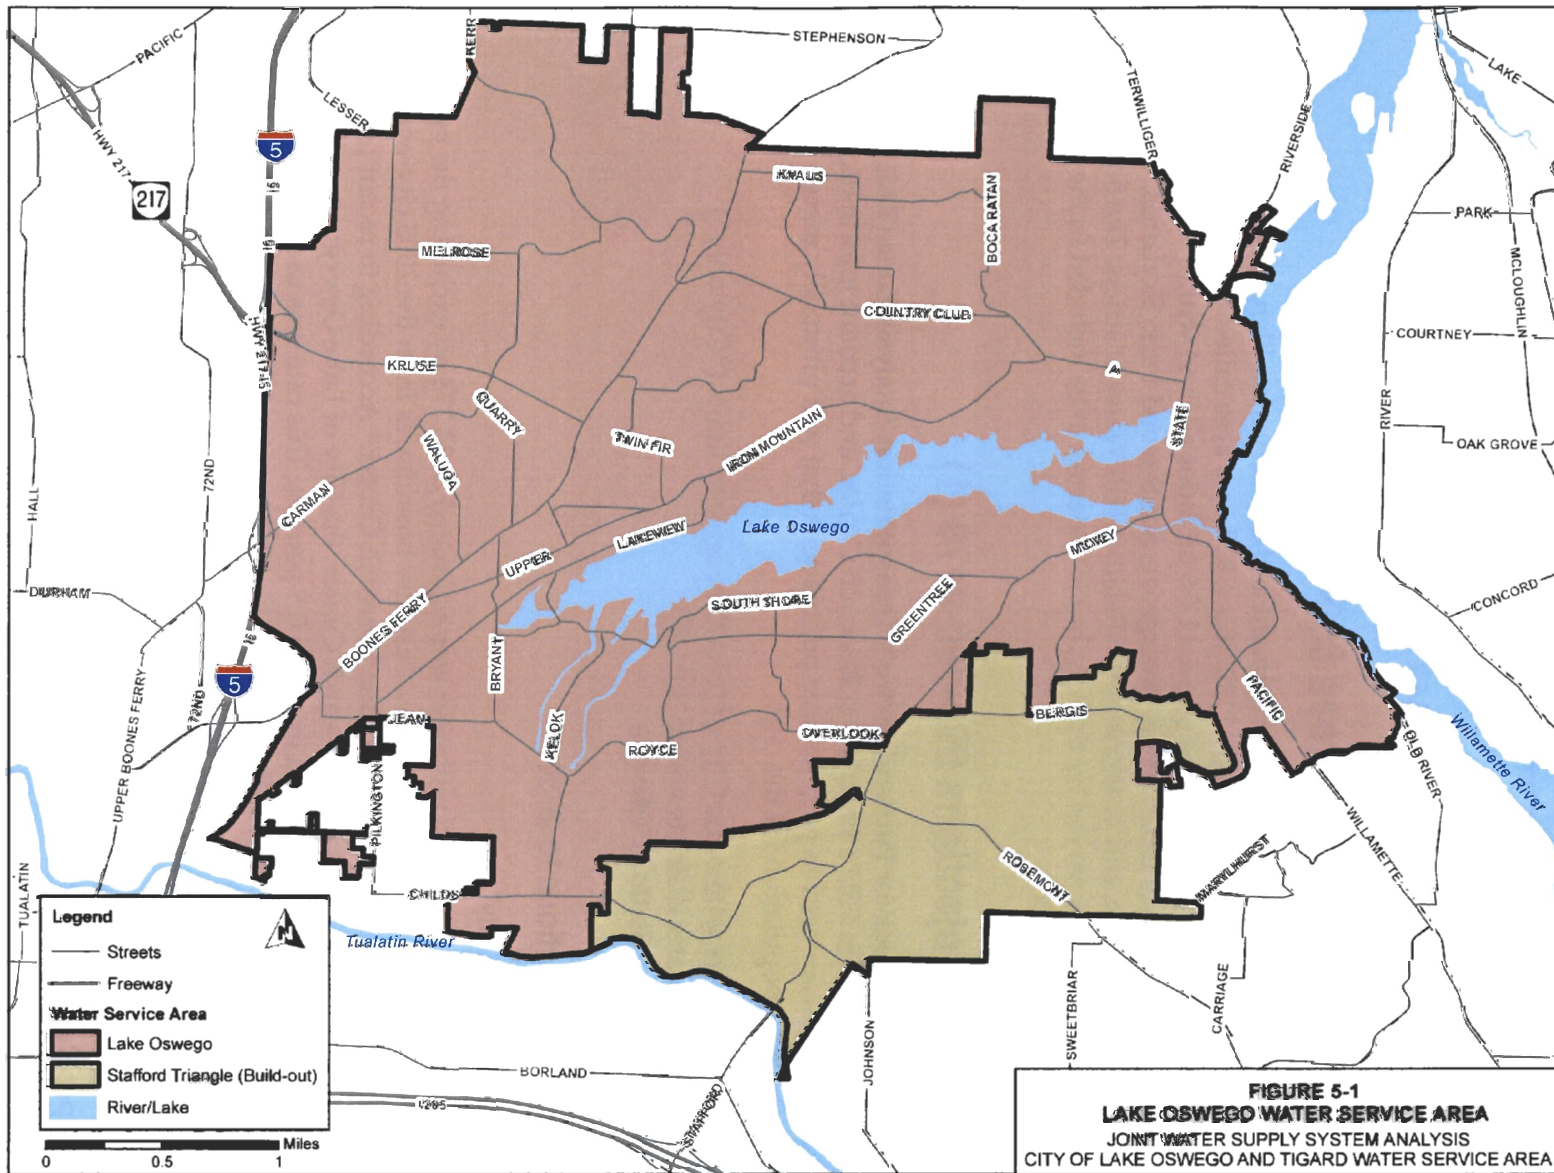 PACIFIC
KERR
STEPHENSON
LAKE
LESSER
TERWILLIGER
RIVERSIDE
HWY 217
5
217
KNAUS
BOCA RATAN
PARK
MCLOUGHLIN
MELROSE
COUNTRY CLUB
COURTNEY
HWY 217
KRUSE
A
QUARRY
TWIN FIR
IRON MOUNTAIN
STATE
RIVER
OAK GROVE
WALUGA
HALL
72ND
CARMAN
Lake Oswego
LAKEVIEW
UPPER
MCVEY
DURHAM
BOONES FERRY
SOUTH SHORE
GREENTREE
CONCORD
I5
5
BRYANT
UPPER BOONES FERRY
72ND
JEAN
KELOK
ROYCE
OVERLOOK
BERGIS
PACIFIC
OLD RIVER
Willamette River
PILKINGTON
WILLAMETTE
ROSEMONT
MARYLHURST
CHILDS
TUALATIN
Tualatin River
SWEETBRIAR
CARRIAGE
JOHNSON
BORLAND
I205
STAFFORD
Legend
N
Streets
Freeway
Water Service Area
Lake Oswego
Stafford Triangle (Build-out)
River/Lake
Miles
0 0.5 1
FIGURE 5-1
LAKE OSWEGO WATER SERVICE AREA
JOINT WATER SUPPLY SYSTEM ANALYSIS
CITY OF LAKE OSWEGO AND TIGARD WATER SERVICE AREA